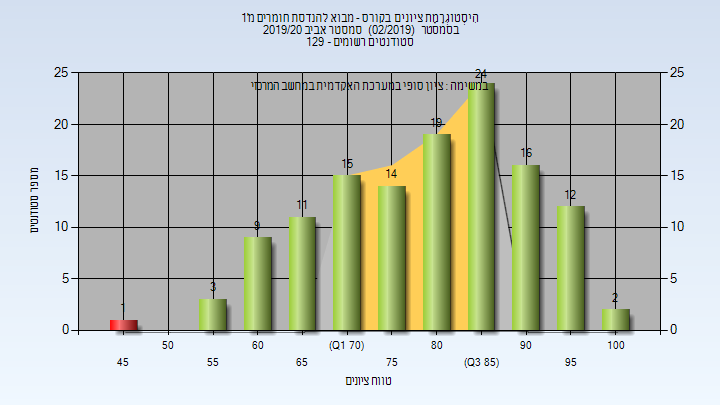 היסטוגרמת ציונים בקורס - מבוא להנדסת חומרים מ'1
בסמסטר (02/2019) סמסטר אביב 2019/20
סטודנטים רשומים - 129
במשימה : ציון סופי במערכת האקדמית במחשב המרכזי
25 25
20 20
15 15
10 10
5 5
0 0
מספר סטודנטים
1 3 9 11 15 14 19 24 16 12 2
50 60 (Q1 70) 80 90 100
45 55 65 75 (Q3 85) 95
טווח ציונים